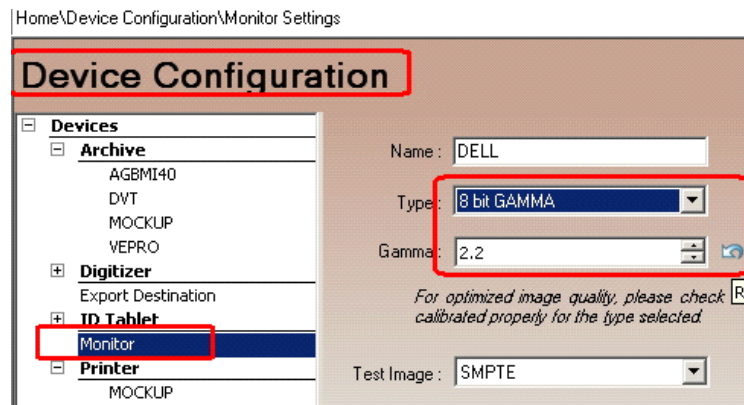 Home\Device Configuration\Monitor Settings
Device Configuration
Devices
Archive
AGBMI40
DVT
MOCKUP
VEPRO
Digitizer
Export Destination
ID Tablet
Monitor
Printer
MOCKUP
Name : DELL
Type : 8 bit GAMMA
Gamma : 2.2
For optimized image quality, please check
calibrated properly for the type selected.
R
Test Image : SMPTE